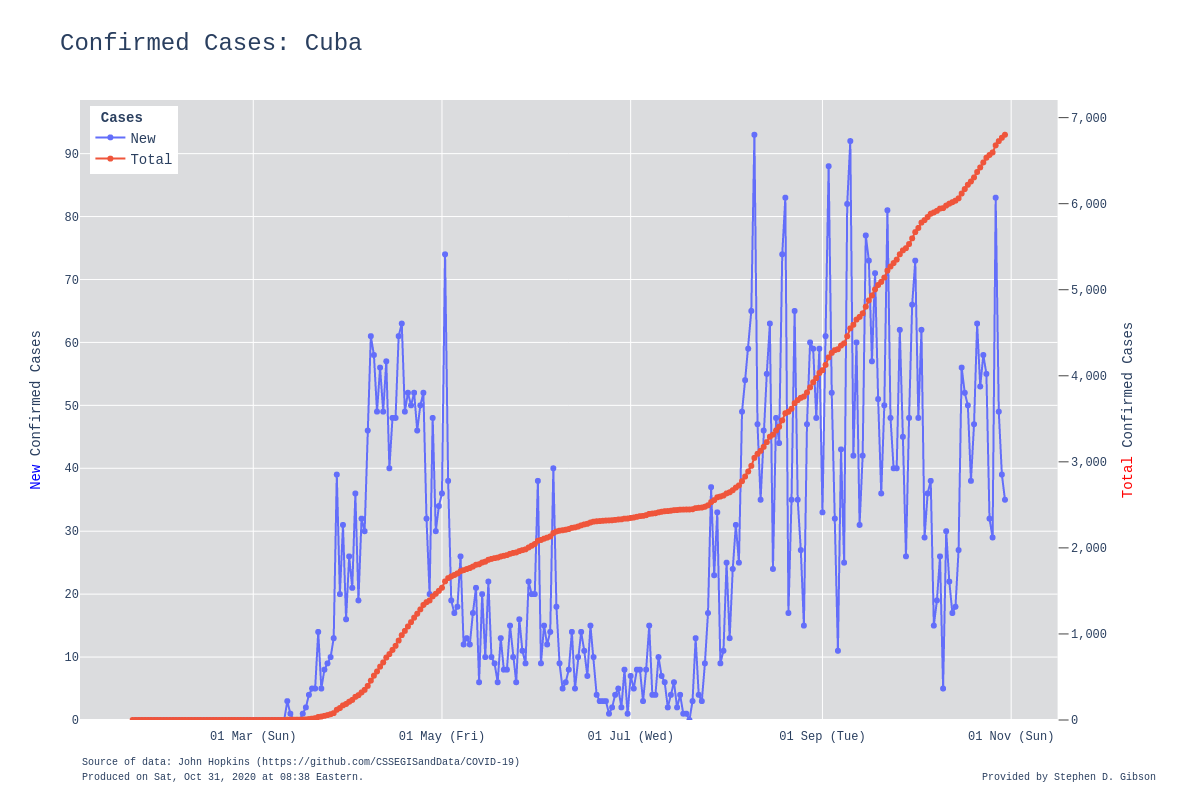 Confirmed Cases: Cuba
Cases
New
Total
90
80
70
60
50
40
30
20
10
0
7,000
6,000
5,000
4,000
3,000
2,000
1,000
0
New Confirmed Cases
Total Confirmed Cases
01 Mar (Sun)
01 May (Fri)
01 Jul (Wed)
01 Sep (Tue)
01 Nov (Sun)
Source of data: John Hopkins (https://github.com/CSSEGISandData/COVID-19)
Produced on Sat, Oct 31, 2020 at 08:38 Eastern.
Provided by Stephen D. Gibson